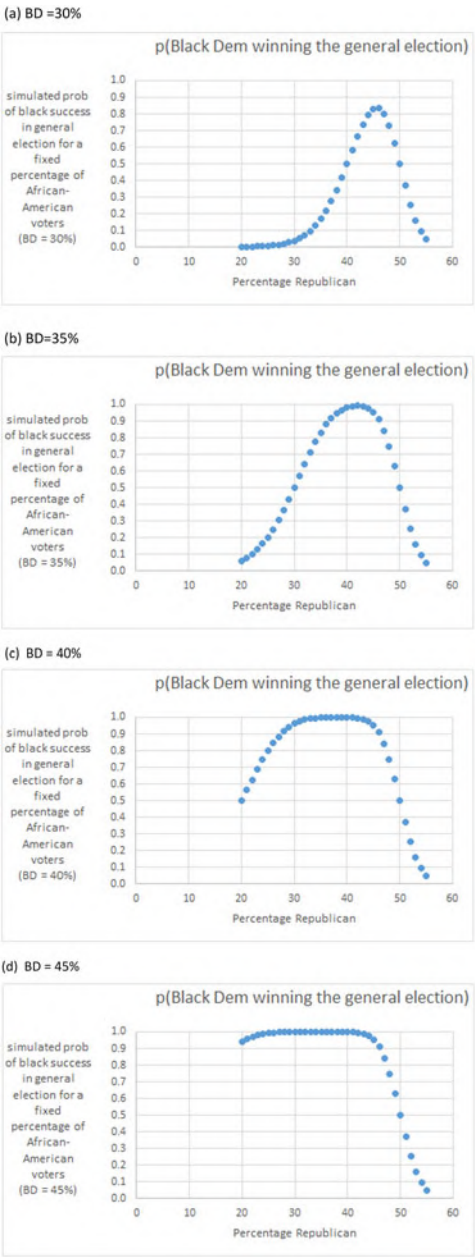 (a) BD =30%
p(Black Dem winning the general election)
simulated prob
of black success
in general
election for a
fixed
percentage of
African-
American
voters
(BD = 30%)
1.0
0.9
0.8
0.7
0.6
0.5
0.4
0.3
0.2
0.1
0.0
0 10 20 30 40 50 60
Percentage Republican
(b) BD=35%
p(Black Dem winning the general election)
simulated prob
of black success
in general
election for a
fixed
percentage of
African-
American
voters
(BD = 35%)
1.0
0.9
0.8
0.7
0.6
0.5
0.4
0.3
0.2
0.1
0.0
0 10 20 30 40 50 60
Percentage Republican
(c) BD = 40%
p(Black Dem winning the general election)
simulated prob
of black success
in general
election for a
fixed
percentage of
African-
American
voters
(BD = 40%)
1.0
0.9
0.8
0.7
0.6
0.5
0.4
0.3
0.2
0.1
0.0
0 10 20 30 40 50 60
Percentage Republican
(d) BD = 45%
p(Black Dem winning the general election)
simulated prob
of black success
in general
election for a
fixed
percentage of
African-
American
voters
(BD = 45%)
1.0
0.9
0.8
0.7
0.6
0.5
0.4
0.3
0.2
0.1
0.0
0 10 20 30 40 50 60
Percentage Republican